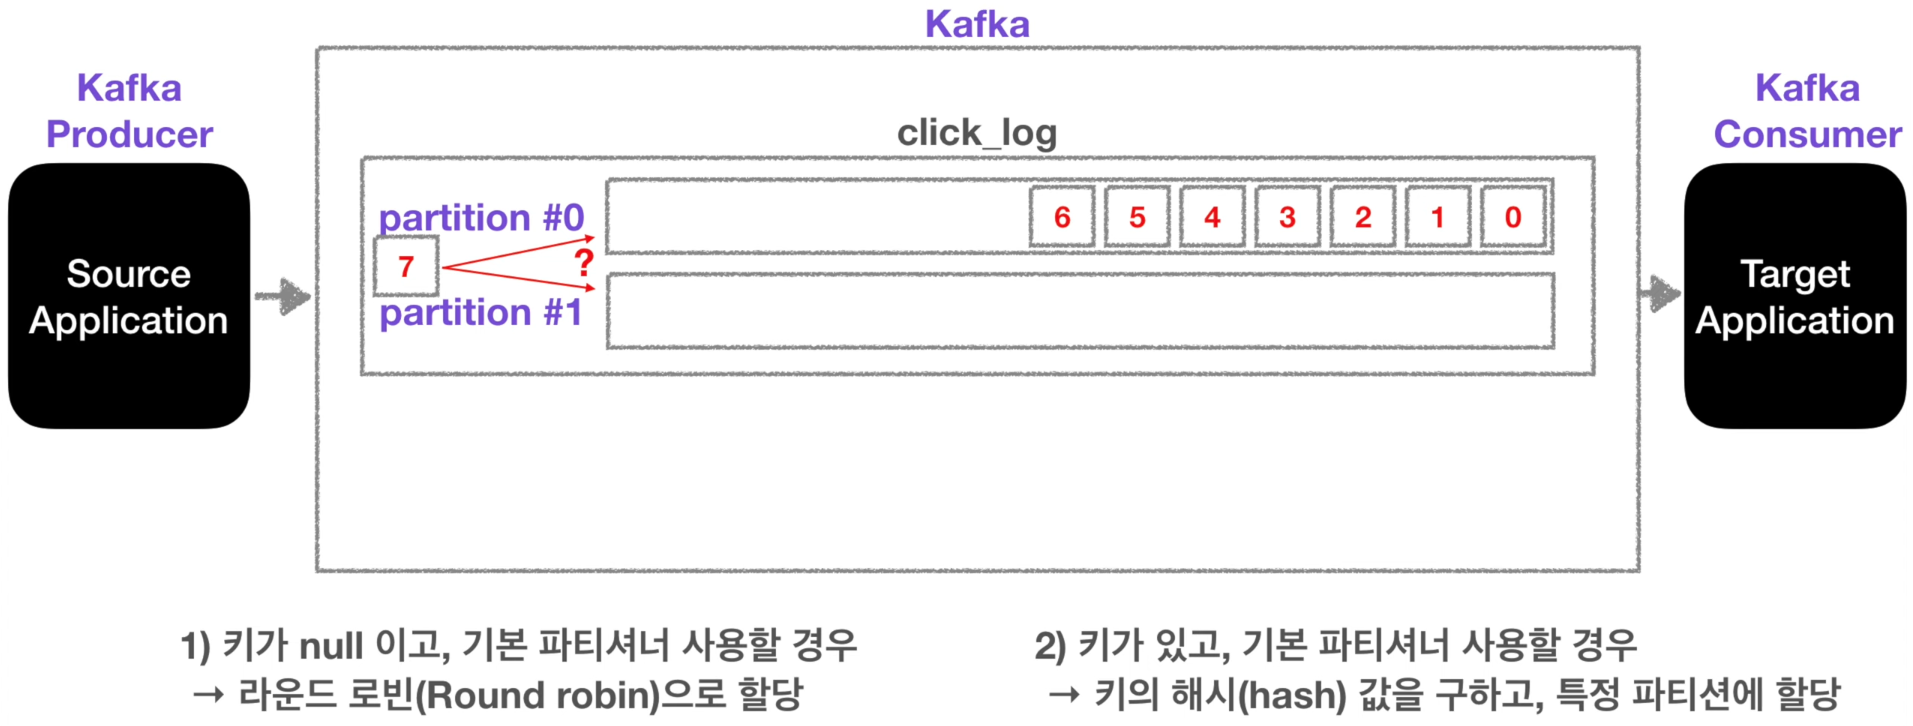 Kafka
Kafka
Producer
Kafka
Consumer
click_log
partition #0
6 5 4 3 2 1 0
7
?
partition #1
Source
Application
Target
Application
1) 키가 null 이고, 기본 파티셔너 사용할 경우
→ 라운드 로빈(Round robin)으로 할당
2) 키가 있고, 기본 파티셔너 사용할 경우
→ 키의 해시(hash) 값을 구하고, 특정 파티션에 할당